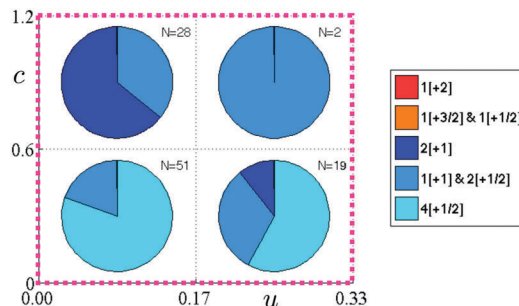 1.2
N=28
N=2
c
0.6
N=51
N=19
0
0.00
0.17
u
0.33
1[+2]
1[+3/2] & 1[+1/2]
2[+1]
1[+1] & 2[+1/2]
4[+1/2]